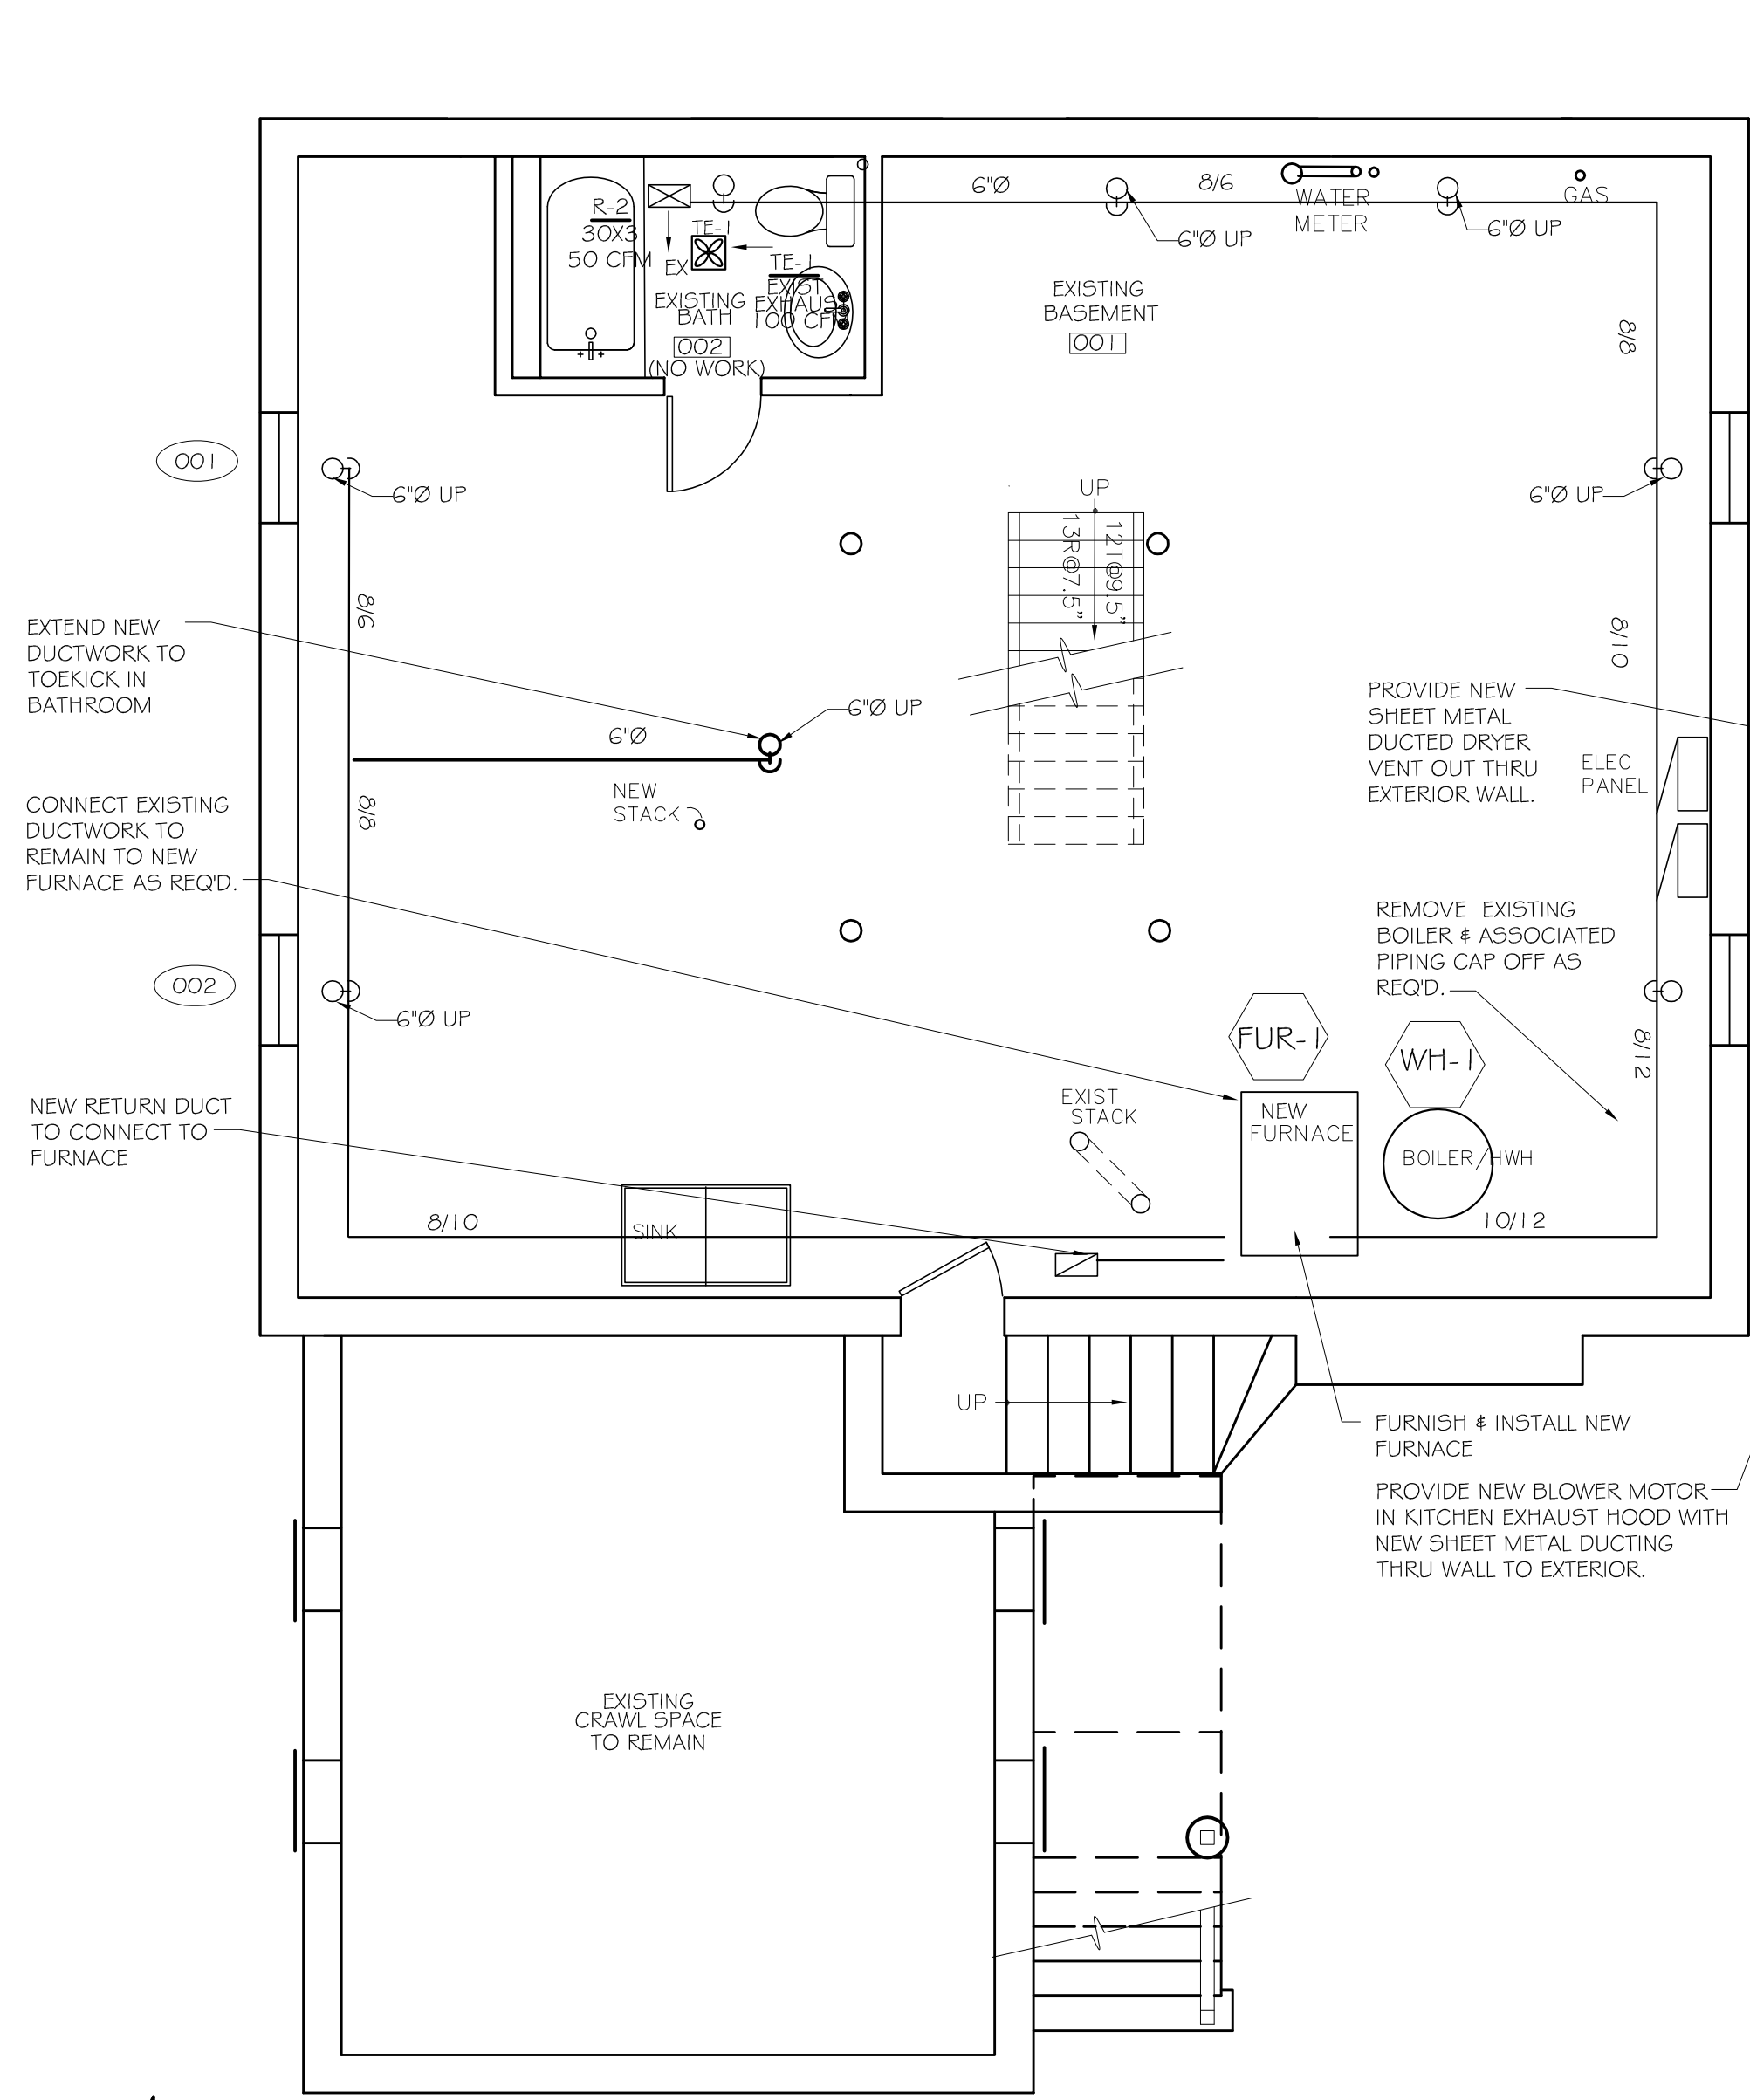 6"Ø
8/6
WATER
METER
GAS
6"Ø UP
6"Ø UP
R-2
30X3
50 CFM
TE-1
EX
TE-1
EXIST
EXHAUS
100 CF
EXISTING
BATH
002
(NO WORK)
EXISTING
BASEMENT
001
8/8
001
6"Ø UP
6"Ø UP
UP
13R@7.5"
12T@9.5"
8/6
8/10
EXTEND NEW
DUCTWORK TO
TOEKICK IN
BATHROOM
6"Ø
6"Ø UP
PROVIDE NEW
SHEET METAL
DUCTED DRYER
VENT OUT THRU
EXTERIOR WALL.
ELEC
PANEL
NEW
STACK
8/8
CONNECT EXISTING
DUCTWORK TO
REMAIN TO NEW
FURNACE AS REQ'D.
REMOVE EXISTING
BOILER & ASSOCIATED
PIPING CAP OFF AS
REQ'D.
002
6"Ø UP
FUR-1
WH-1
8/12
NEW RETURN DUCT
TO CONNECT TO
FURNACE
EXIST
STACK
NEW
FURNACE
BOILER/HWH
8/10
SINK
10/12
UP
FURNISH & INSTALL NEW
FURNACE
PROVIDE NEW BLOWER MOTOR
IN KITCHEN EXHAUST HOOD WITH
NEW SHEET METAL DUCTING
THRU WALL TO EXTERIOR.
EXISTING
CRAWL SPACE
TO REMAIN